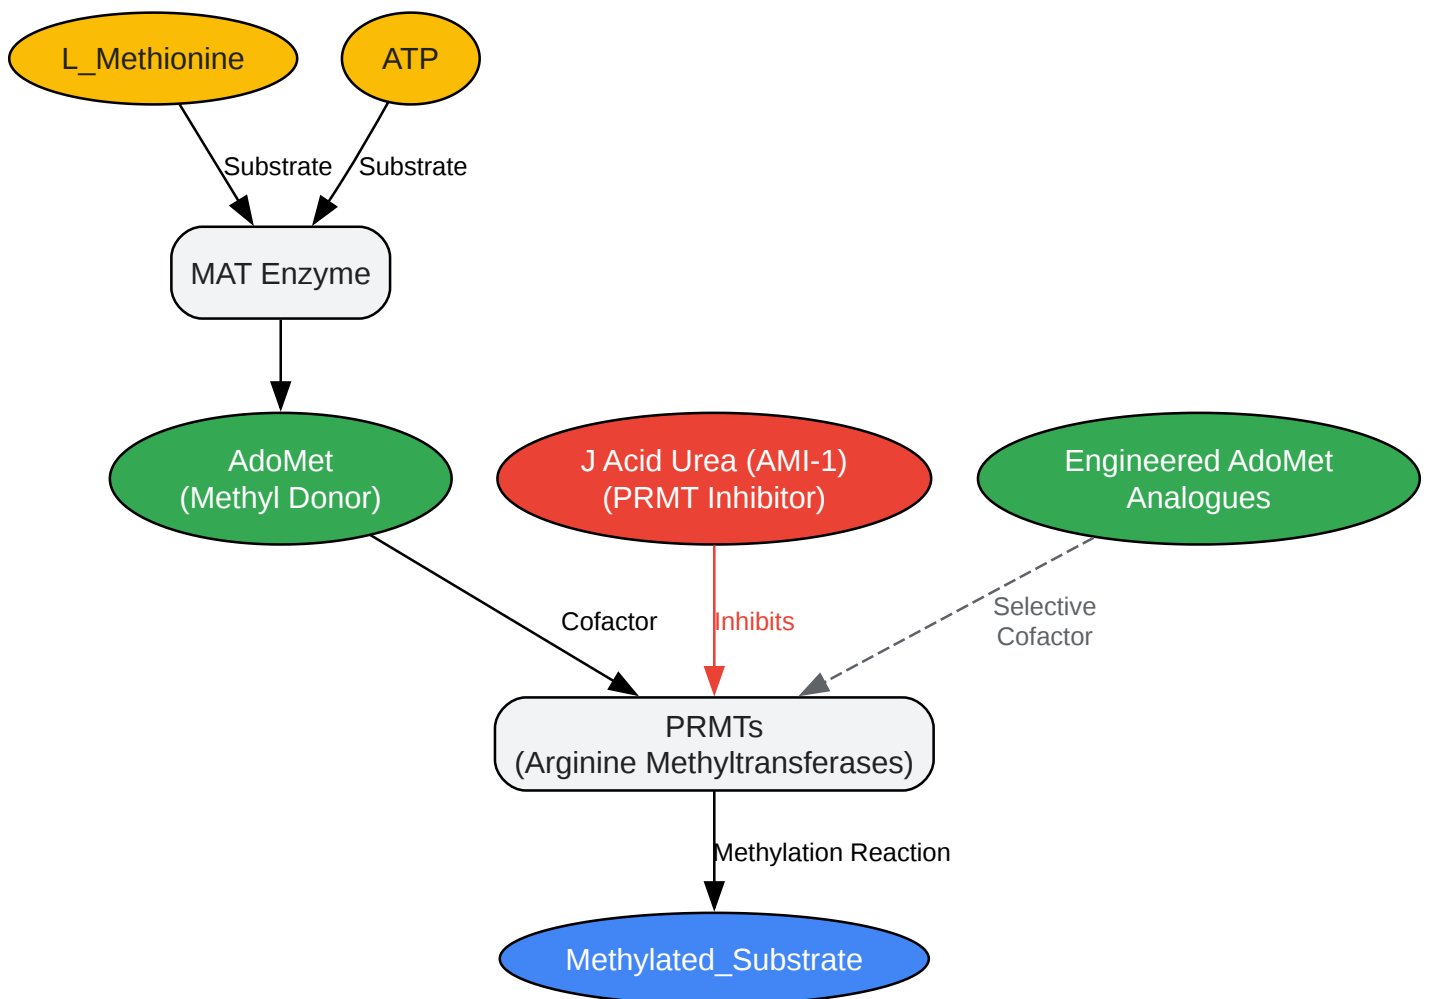 L_Methionine
ATP
Substrate
Substrate
MAT Enzyme
AdoMet
(Methyl Donor)
J Acid Urea (AMI-1)
(PRMT Inhibitor)
Engineered AdoMet
Analogues
Cofactor
Inhibits
Selective
Cofactor
PRMTs
(Arginine Methyltransferases)
Methylation Reaction
Methylated_Substrate